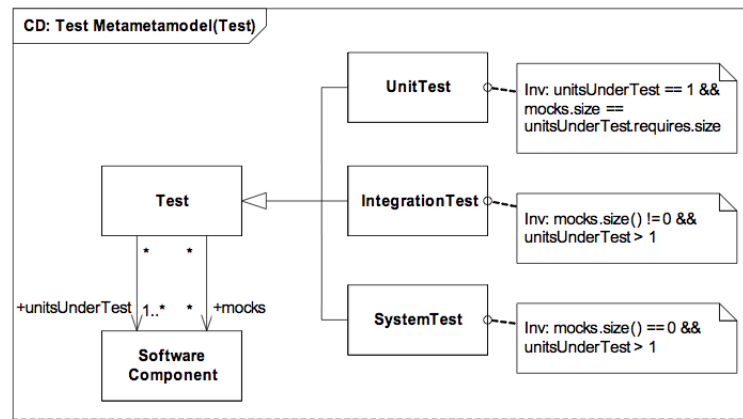 CD: Test Metametamodel(Test)
UnitTest
Inv: unitsUnderTest == 1 &&
mocks.size ==
unitsUnderTest.requires.size
Test
IntegrationTest
Inv: mocks.size() !=0 &&
unitsUnderTest > 1
* *
+unitsUnderTest 1..* * +mocks
SystemTest
Inv: mocks.size() ==0 &&
unitsUnderTest > 1
Software
Component